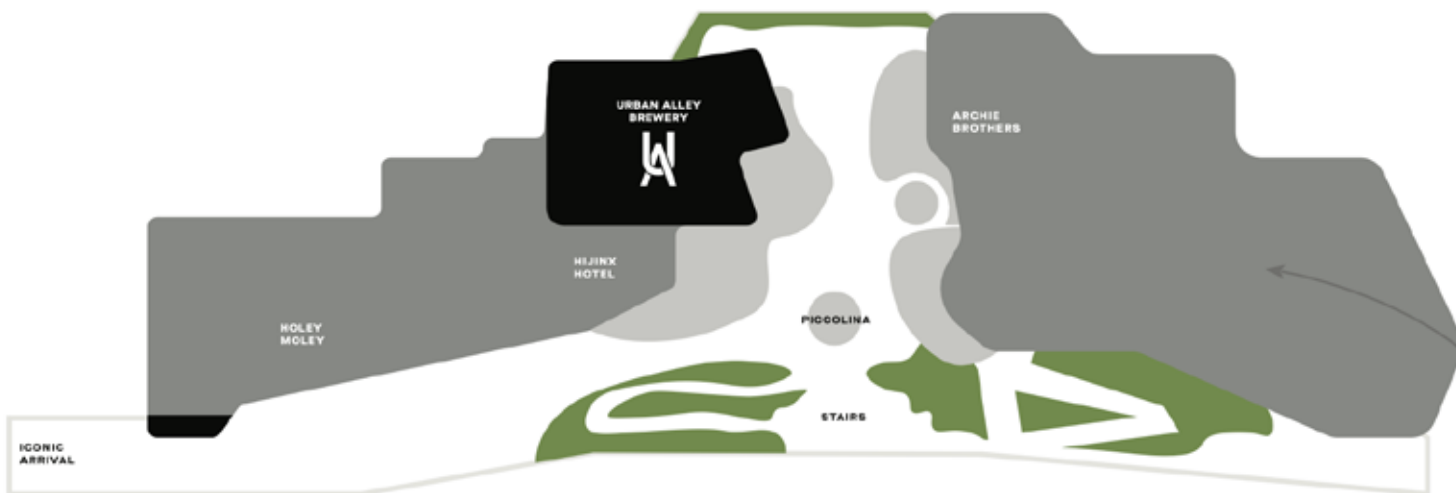 URBAN ALLEY
BREWERY
UA
ARCHIE
BROTHERS
HIJINX
HOTEL
HOLEY
MOLEY
PICCOLINA
STAIRS
ICONIC
ARRIVAL